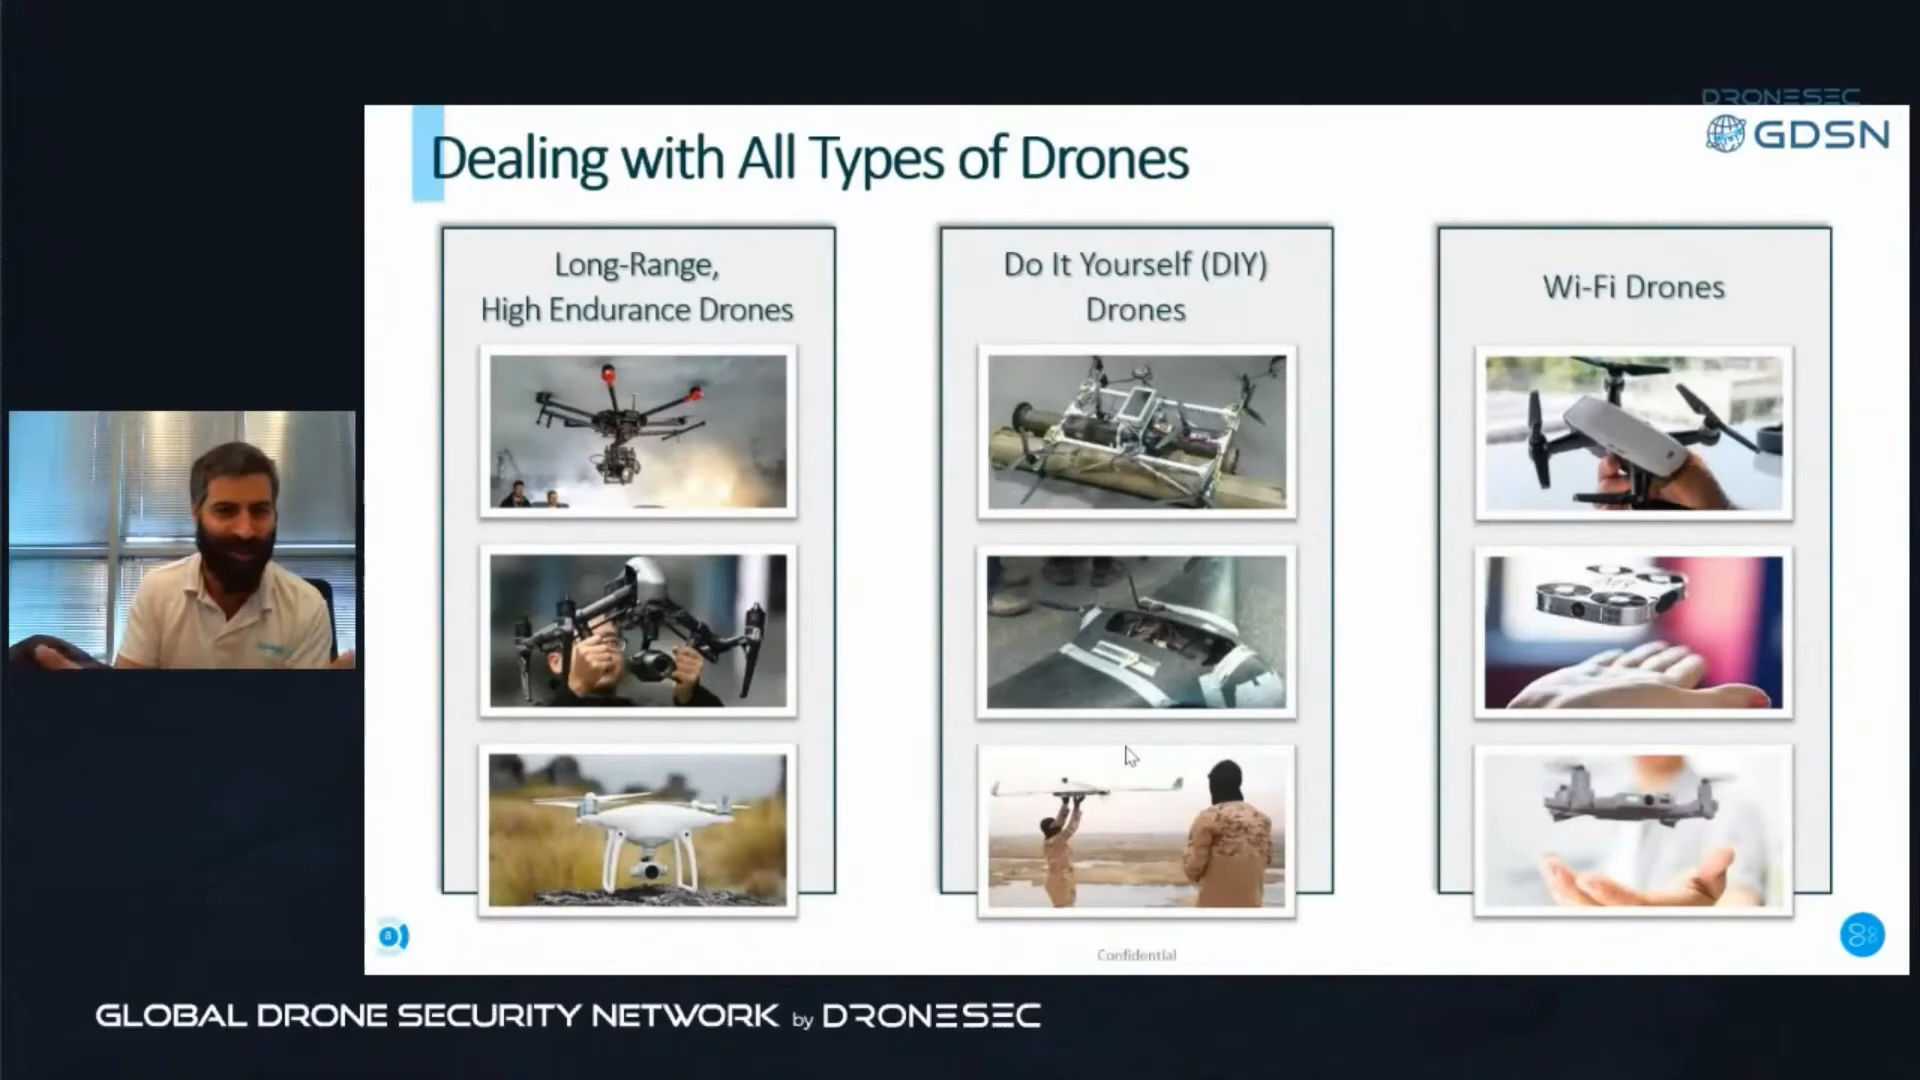 DRONESEC
GDSN
Dealing with All Types of Drones
Long-Range,
High Endurance Drones
Do It Yourself (DIY)
Drones
Wi-Fi Drones
8
Confidential
GLOBAL DRONE SECURITY NETWORK by DRONESEC